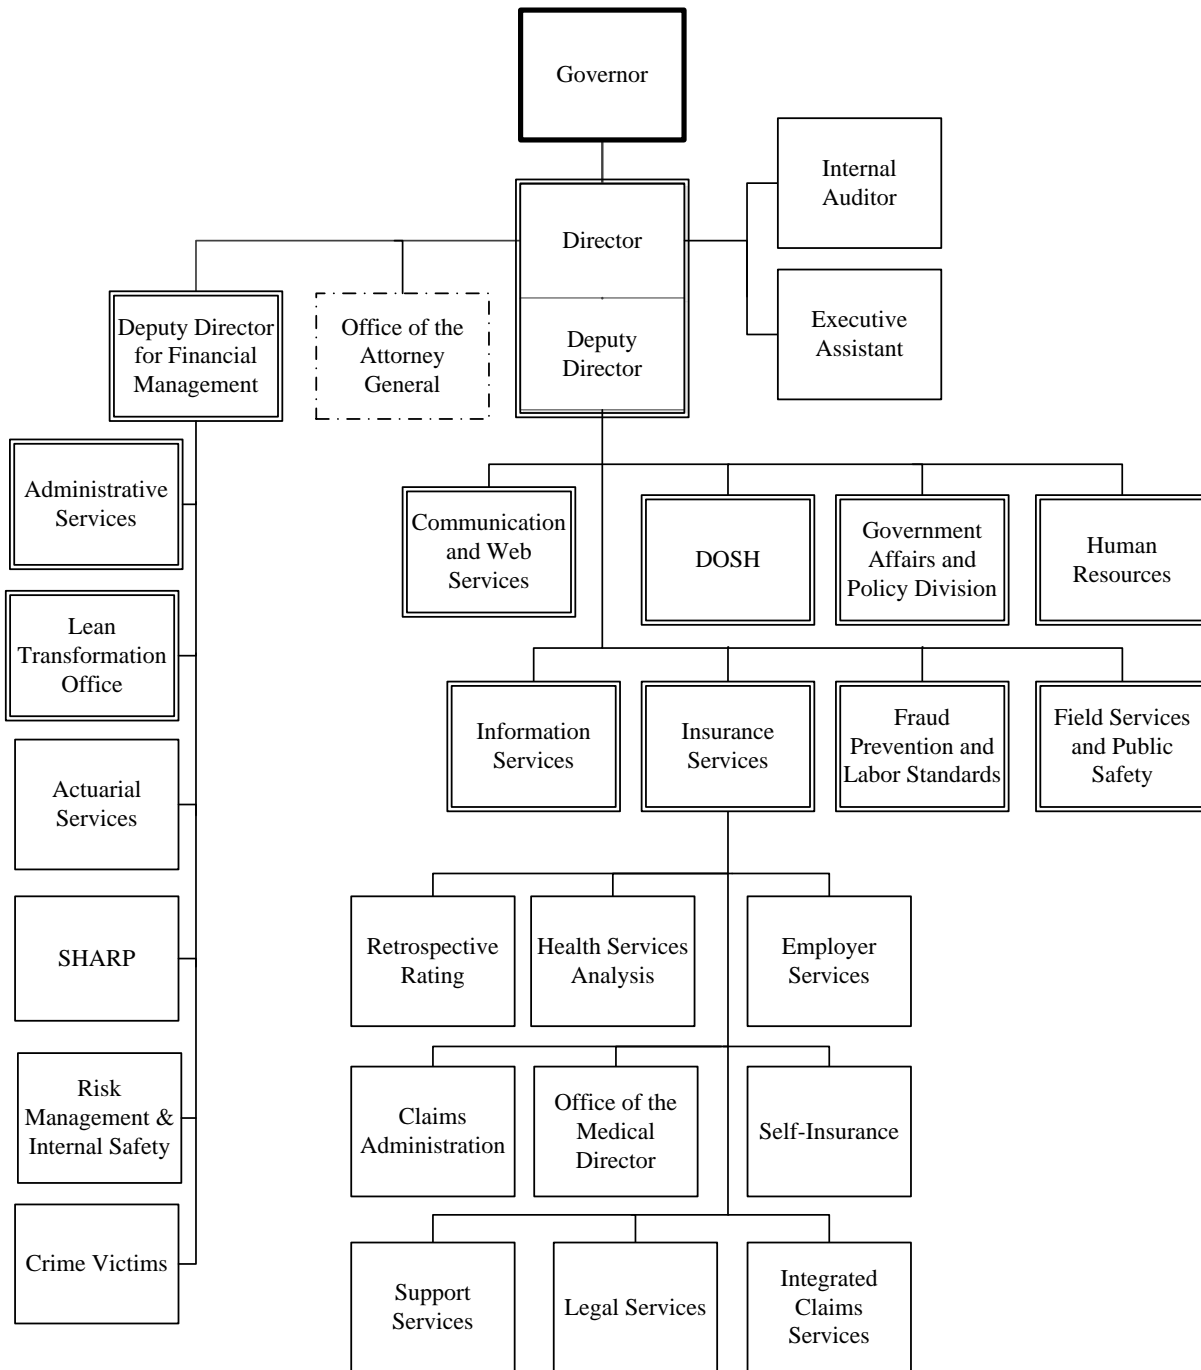 Governor
Internal
Auditor
Director
Executive
Assistant
Deputy Director
for Financial
Management
Office of the
Attorney
General
Deputy
Director
Administrative
Services
Communication
and Web
Services
DOSH
Government
Affairs and
Policy Division
Human
Resources
Lean
Transformation
Office
Information
Services
Insurance
Services
Fraud
Prevention and
Labor Standards
Field Services
and Public
Safety
Actuarial
Services
SHARP
Retrospective
Rating
Health Services
Analysis
Employer
Services
Risk
Management &
Internal Safety
Claims
Administration
Office of the
Medical
Director
Self-Insurance
Crime Victims
Support
Services
Legal Services
Integrated
Claims
Services